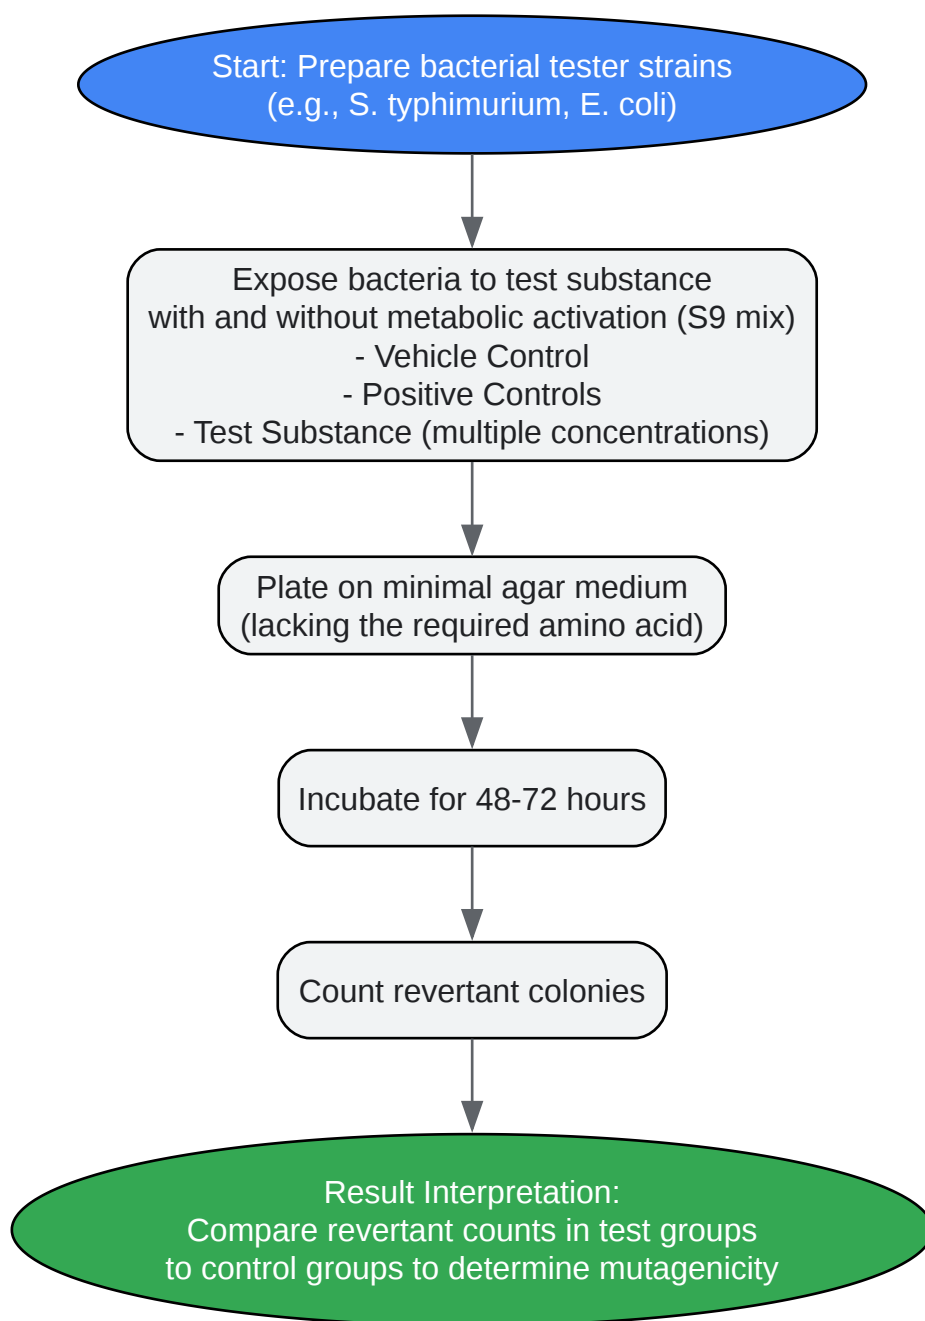 Start: Prepare bacterial tester strains
(e.g., S. typhimurium, E. coli)
Expose bacteria to test substance
with and without metabolic activation (S9 mix)
- Vehicle Control
- Positive Controls
- Test Substance (multiple concentrations)
Plate on minimal agar medium
(lacking the required amino acid)
Incubate for 48-72 hours
Count revertant colonies
Result Interpretation:
Compare revertant counts in test groups
to control groups to determine mutagenicity